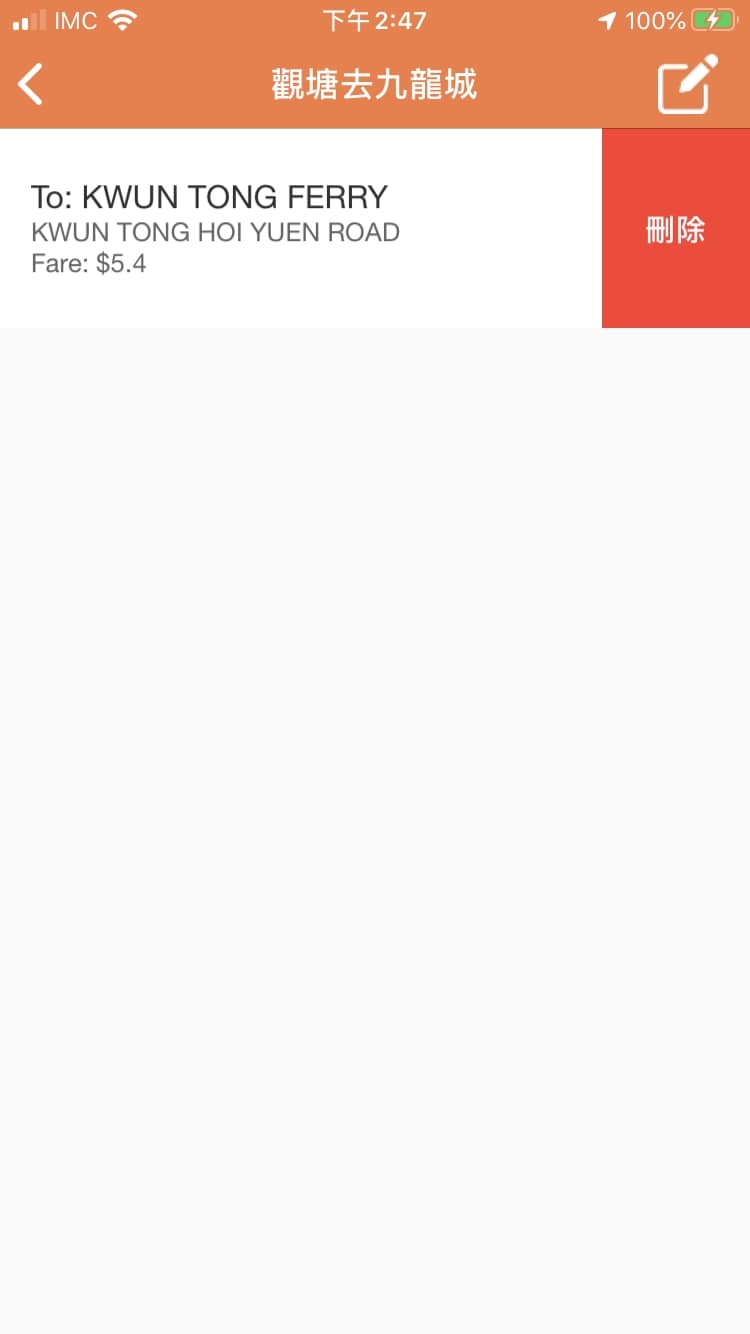 IMC 下午2:47 100%
觀塘去九龍城
To: KWUN TONG FERRY
KWUN TONG HOI YUEN ROAD
Fare: $5.4
刪除